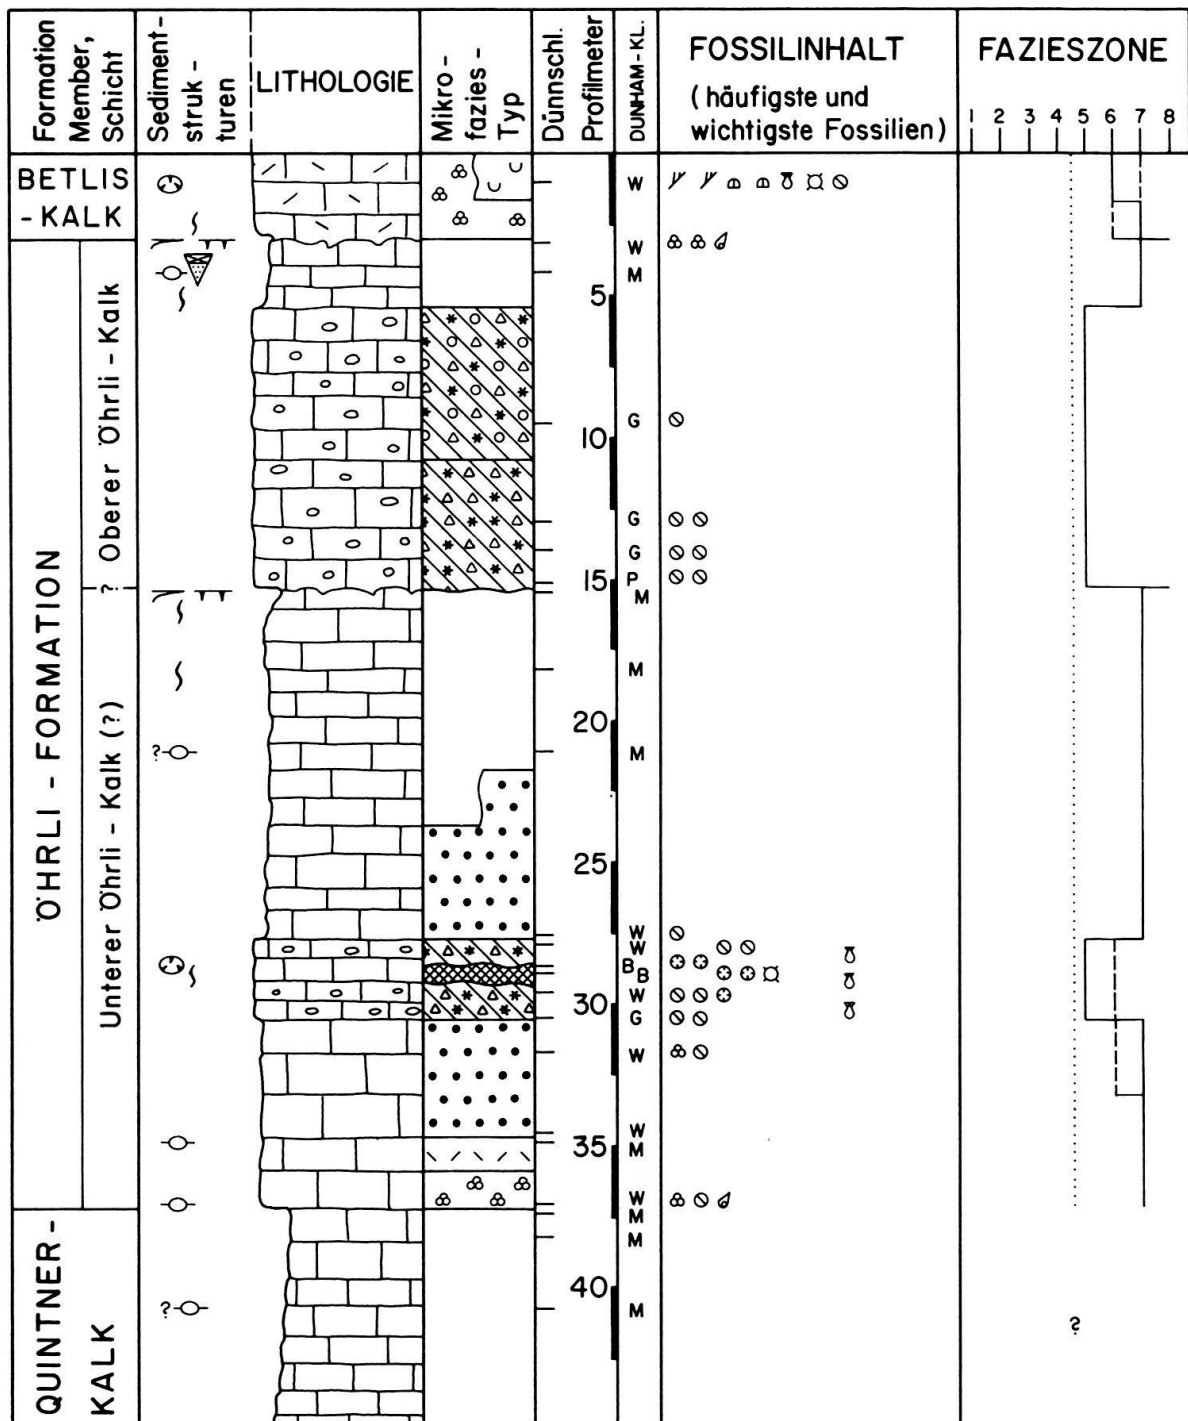 Formation
Member,
Schicht
Sediment-
struk-
turen
LITHOLOGIE
Mikro-
fazies-
Typ
Dünnschl.
Profilmeter
DUNHAM-KL.
FOSSILINHALT
(häufigste und
wichtigste Fossilien)
FAZIESZONE
1 2 3 4 5 6 7 8
BETLIS
-KALK
ÖHRLI-FORMATION
Oberer Öhrli-Kalk
?
Unterer Öhrli-Kalk (?)
QUINTNER-
KALK
?
?
5
10
15
20
25
30
35
40
W
W
M
G
G
G
P
M
M
M
W
W
B
B
W
G
W
W
M
W
M
M
M
?